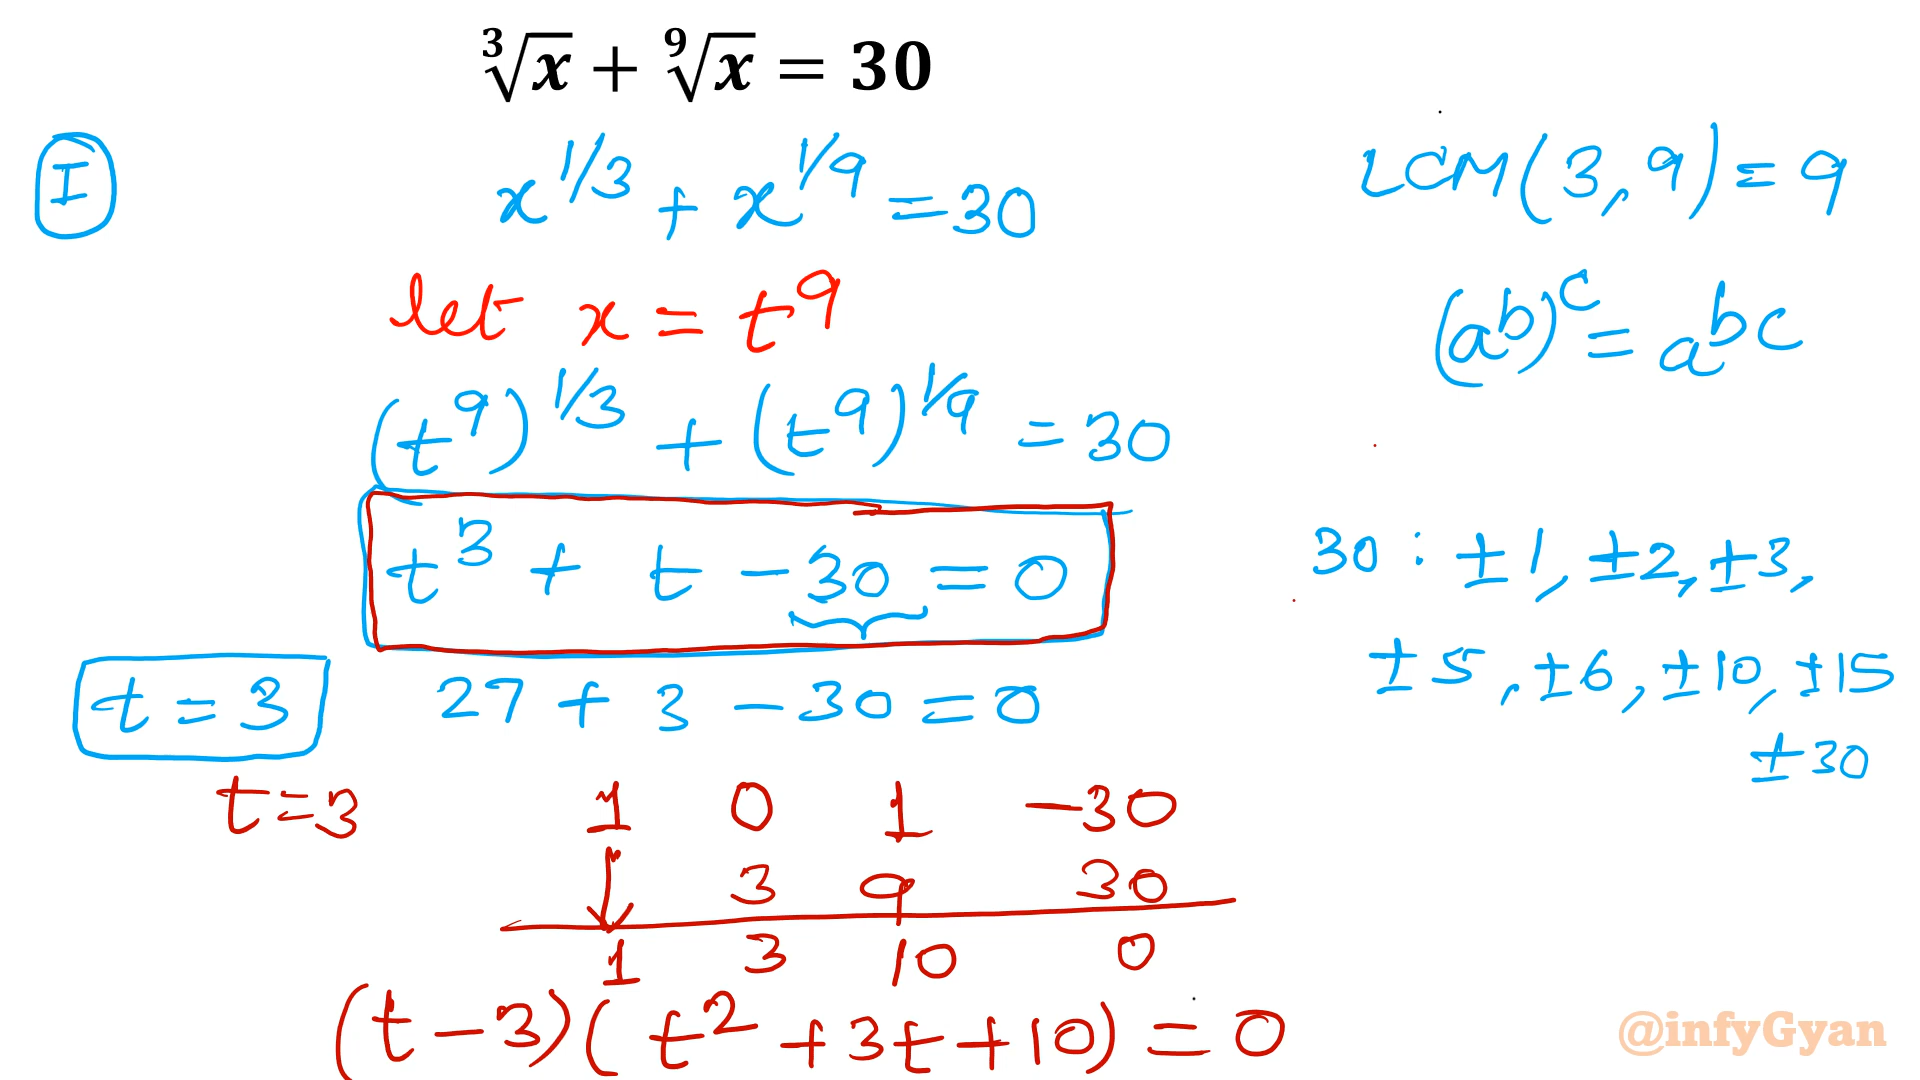 ∛x + ⁹√x = 30
I
x^1/3 + x^1/9 = 30
LCM(3,9) = 9
let x = t^9
(a^b)^c = a^bc
(t^9)^1/3 + (t^9)^1/9 = 30
t^3 + t - 30 = 0
30 : ±1, ±2, ±3,
±5, ±6, ±10, ±15
±30
t = 3
27 + 3 - 30 = 0
t = 3
1 0 1 -30
3 9 30
1 3 10 0
(t-3)(t^2 + 3t + 10) = 0
@infyGyan